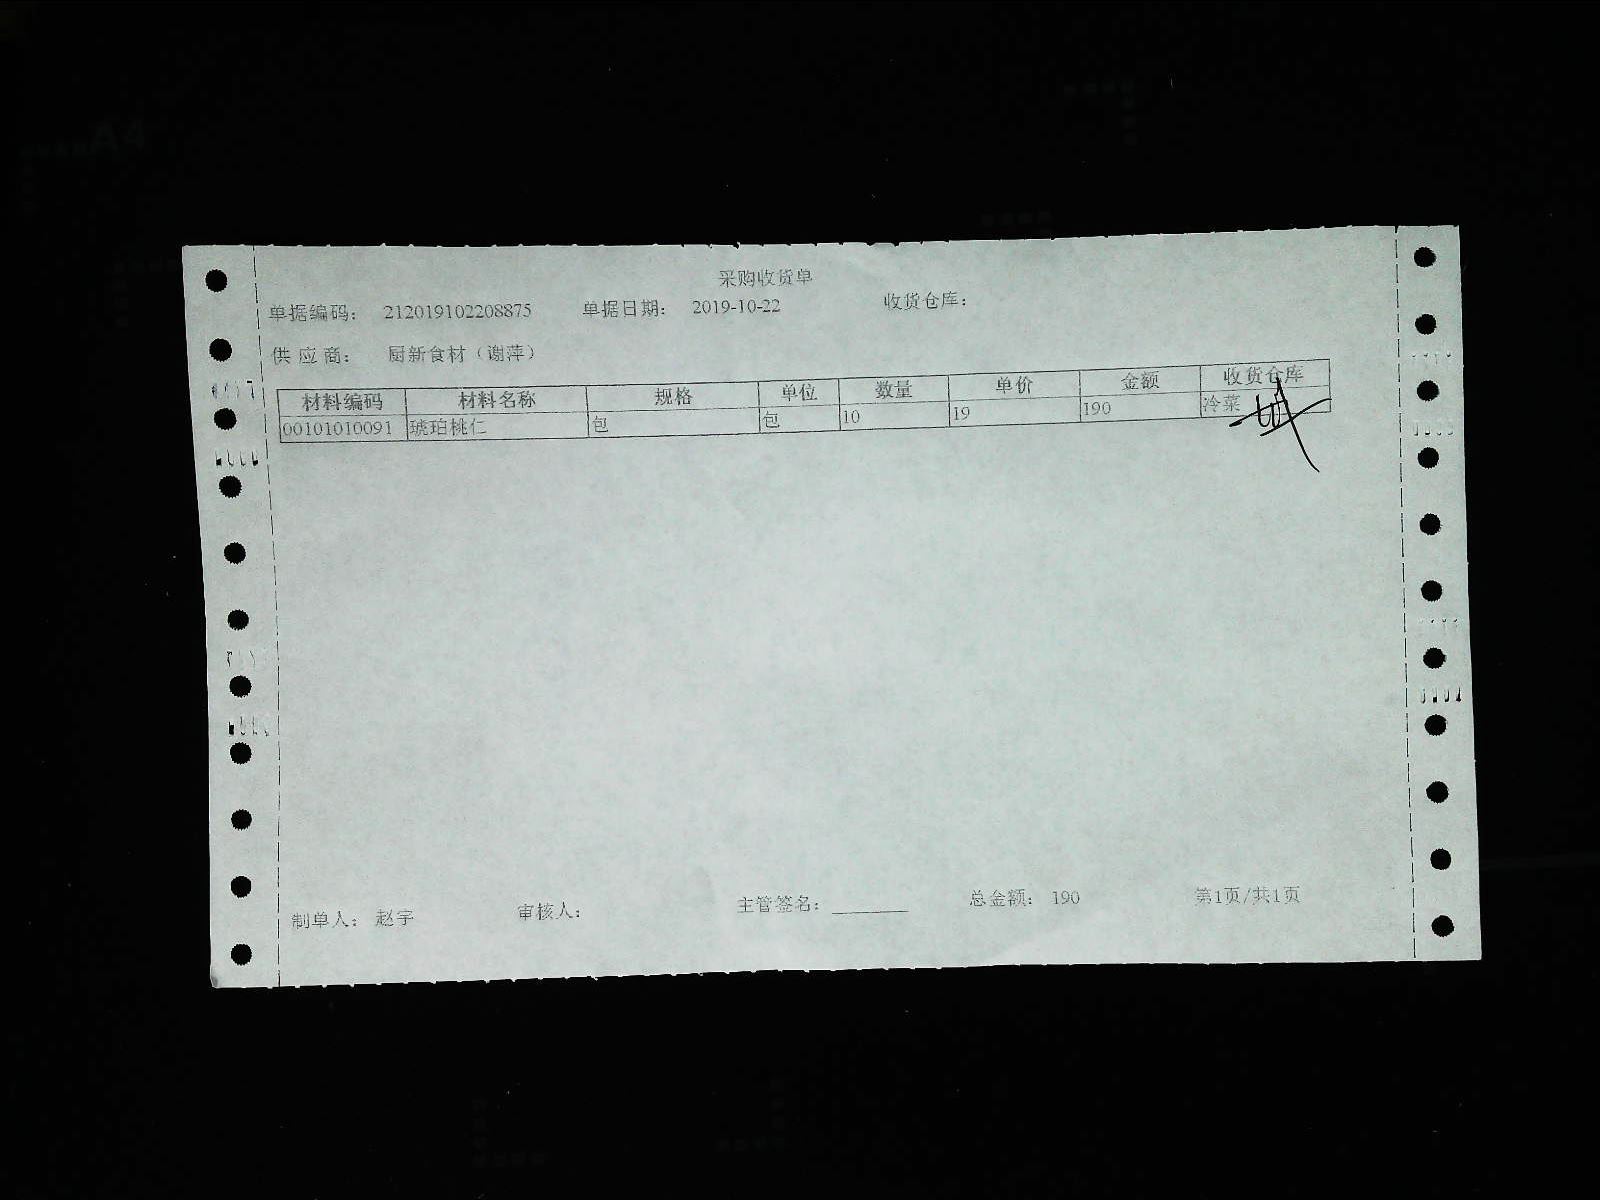 采购收货单
单据编码： 212019102208875 单据日期： 2019-10-22 收货仓库：
供应商： 厨新食材（谢萍）
材料编码 材料名称 规格 单位 数量 单价 金额 收货仓库
00101010091 琥珀桃仁 包 包 10 19 190 冷菜
制单人： 赵宇 审核人： 主管签名： ________ 总金额： 190 第1页/共1页